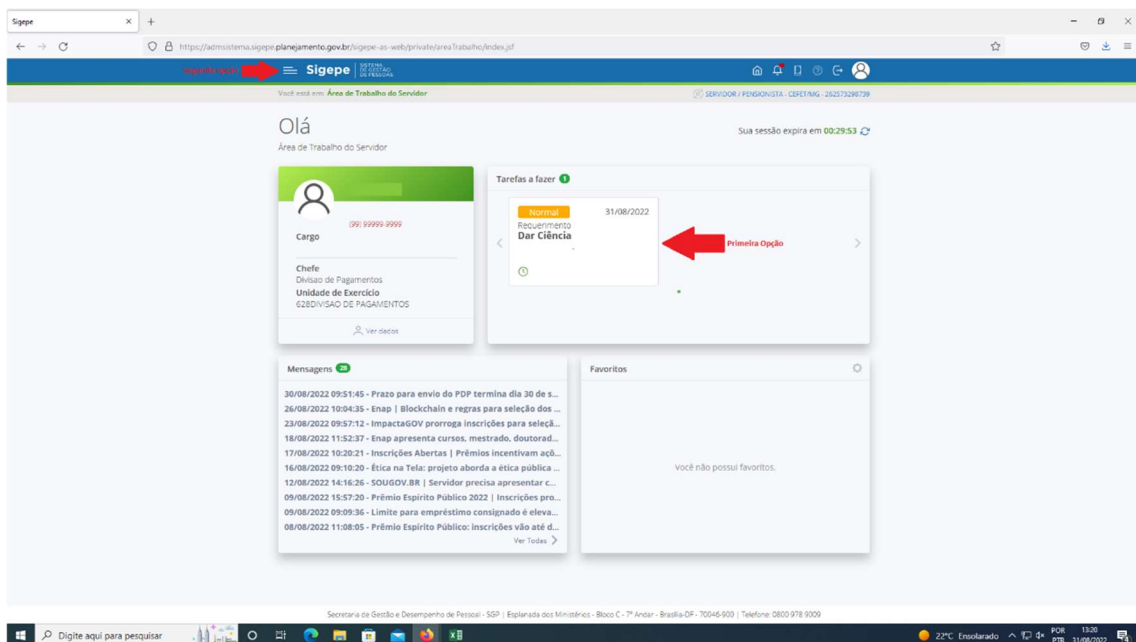 Sigepe
https://admsistema.sigepe.planejamento.gov.br/sigepe-as-web/private/areaTrabalho/index.jsf
segunda opção
Sigepe
SISTEMA
DE GESTÃO
DE PESSOAS
Você está em: Área de Trabalho do Servidor
SERVIDOR / PENSIONISTA - CEFET/MG - 262573298739
Olá
Sua sessão expira em 00:29:53
Área de Trabalho do Servidor
(99) 99999-9999
Cargo
Chefe
Divisao de Pagamentos
Unidade de Exercício
628DIVISAO DE PAGAMENTOS
Ver dados
Tarefas a fazer 1
Normal 31/08/2022
Requerimento
Dar Ciência
Primeira Opção
Mensagens 28
30/08/2022 09:51:45 - Prazo para envio do PDP termina dia 30 de s...
26/08/2022 10:04:35 - Enap | Blockchain e regras para seleção dos ...
23/08/2022 09:57:12 - ImpactaGOV prorroga inscrições para seleçã...
18/08/2022 11:52:37 - Enap apresenta cursos, mestrado, doutorad...
17/08/2022 10:20:21 - Inscrições Abertas | Prêmios incentivam açõ...
16/08/2022 09:10:20 - Ética na Tela: projeto aborda a ética pública ...
12/08/2022 14:16:26 - SOUGOV.BR | Servidor precisa apresentar c...
09/08/2022 15:57:20 - Prêmio Espírito Público 2022 | Inscrições pro...
09/08/2022 09:09:36 - Limite para empréstimo consignado é eleva...
08/08/2022 11:08:05 - Prêmio Espírito Público: inscrições vão até d...
Ver Todas
Favoritos
Você não possui favoritos.
Secretaria de Gestão e Desempenho de Pessoal - SGP | Esplanada dos Ministérios - Bloco C - 7º Andar - Brasília-DF - 70046-900 | Telefone: 0800 978 9009
Digite aqui para pesquisar
22°C Ensolarado
POR
PTB
13:20
31/08/2022